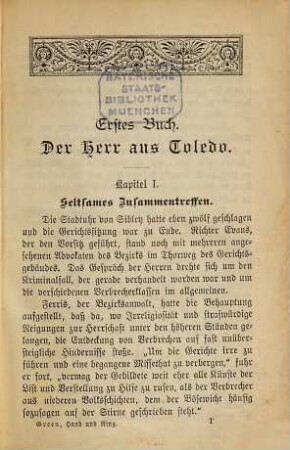 BAYERISCHE
STAATS-
BIBLIOTHEK
MUENCHEN
Erstes Buch.
Der Herr aus Toledo.
Kapitel I.
Seltsames Zusammentreffen.
Die Stadtuhr von Sibley hatte eben zwölf geschlagen
und die Gerichtssitzung war zu Ende. Richter Evans,
der den Vorsitz geführt, stand noch mit mehreren ange-
sehenen Advokaten des Bezirks im Thorweg des Gerichts-
gebäudes. Das Gespräch der Herren drehte sich um den
Kriminalfall, der gerade verhandelt worden war und um
die verschiedenen Verbrecherklassen im allgemeinen.
Ferris, der Bezirksanwalt, hatte die Behauptung
aufgestellt, daß da, wo Irreligiosität und strafwürdige
Neigungen zur Herrschaft unter den höheren Ständen ge-
langen, die Entdeckung von Verbrechen auf fast unüber-
steigliche Hindernisse stoße. „Um die Gerichte irre zu
führen und eine begangene Missethat zu verbergen,“ fuhr
er fort, „vermag der Gebildete weit eher alle Künste der
List und Verstellung zu Hilfe zu rufen, als der Verbrecher
aus niederen Volksschichten, dem der Bösewicht häufig
sozusagen auf der Stirne geschrieben steht.“
Green, Hand und Ring. 1